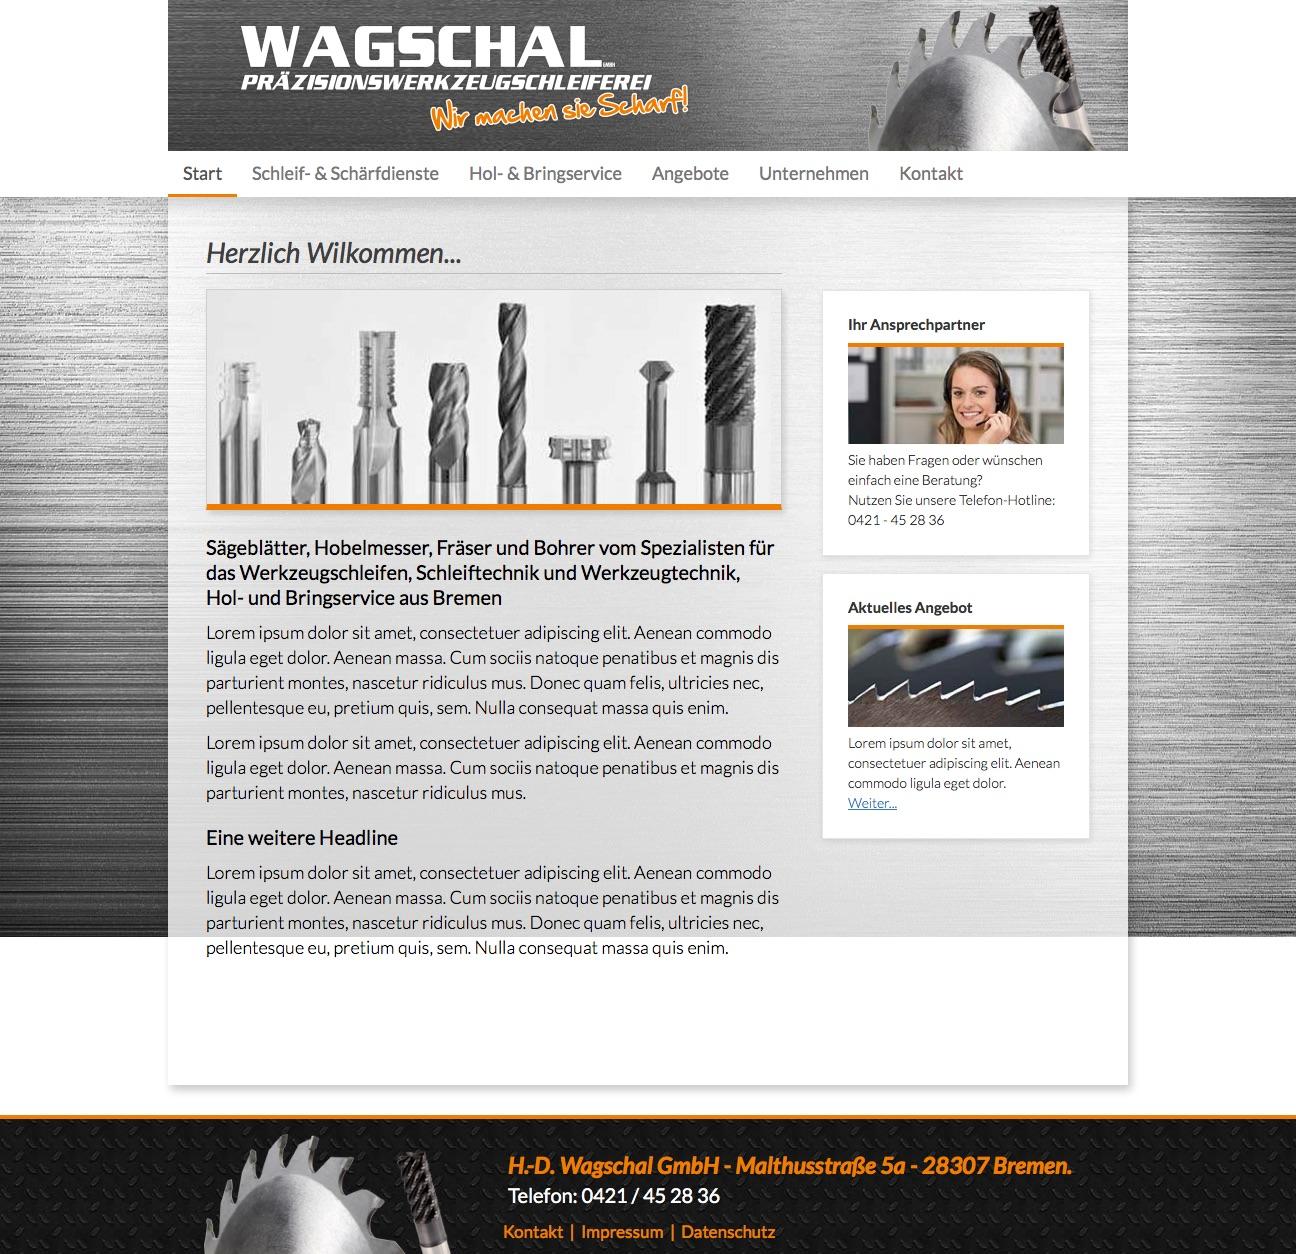 WAGSCHAL GMBH
PRÄZISIONSWERKZEUGSCHLEIFEREI
Wir machen sie Scharf!
Start Schleif- & Schärfdienste Hol- & Bringservice Angebote Unternehmen Kontakt
Herzlich Wilkommen...
Sägeblätter, Hobelmesser, Fräser und Bohrer vom Spezialisten für
das Werkzeugschleifen, Schleiftechnik und Werkzeugtechnik,
Hol- und Bringservice aus Bremen
Lorem ipsum dolor sit amet, consectetuer adipiscing elit. Aenean commodo
ligula eget dolor. Aenean massa. Cum sociis natoque penatibus et magnis dis
parturient montes, nascetur ridiculus mus. Donec quam felis, ultricies nec,
pellentesque eu, pretium quis, sem. Nulla consequat massa quis enim.
Lorem ipsum dolor sit amet, consectetuer adipiscing elit. Aenean commodo
ligula eget dolor. Aenean massa. Cum sociis natoque penatibus et magnis dis
parturient montes, nascetur ridiculus mus.
Eine weitere Headline
Lorem ipsum dolor sit amet, consectetuer adipiscing elit. Aenean commodo
ligula eget dolor. Aenean massa. Cum sociis natoque penatibus et magnis dis
parturient montes, nascetur ridiculus mus. Donec quam felis, ultricies nec,
pellentesque eu, pretium quis, sem. Nulla consequat massa quis enim.
Ihr Ansprechpartner
Sie haben Fragen oder wünschen
einfach eine Beratung?
Nutzen Sie unsere Telefon-Hotline:
0421 - 45 28 36
Aktuelles Angebot
Lorem ipsum dolor sit amet,
consectetuer adipiscing elit. Aenean
commodo ligula eget dolor.
Weiter...
H.-D. Wagschal GmbH - Malthusstraße 5a - 28307 Bremen.
Telefon: 0421 / 45 28 36
Kontakt | Impressum | Datenschutz